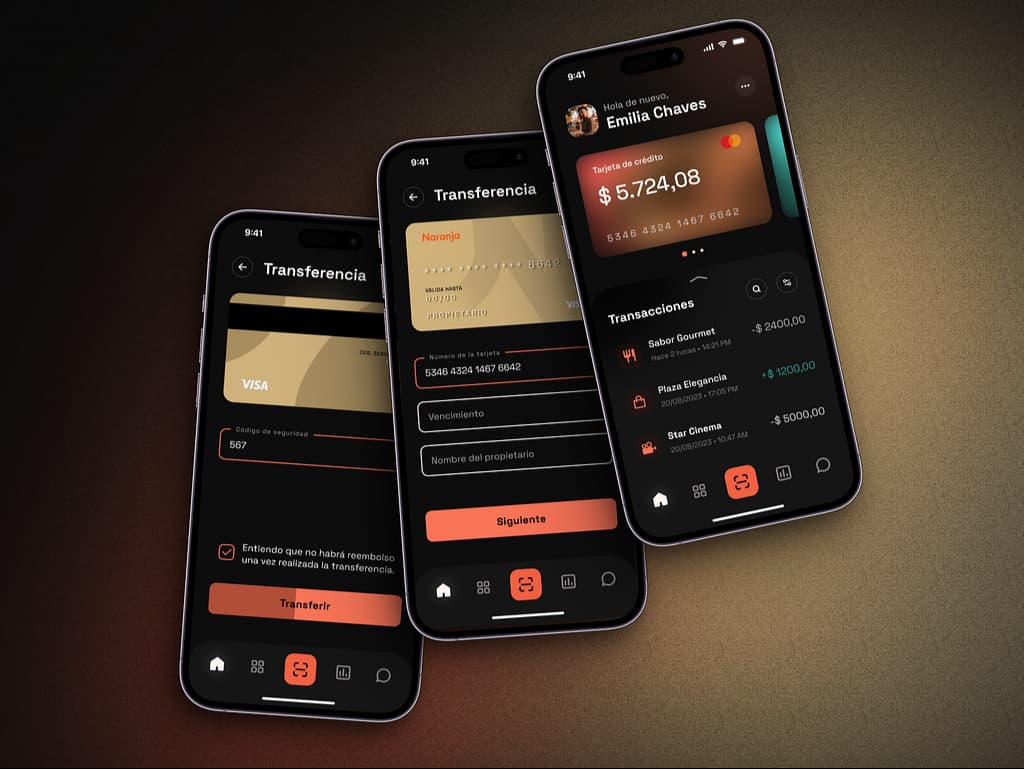 9:41
Transferencia
COD. SEG
VISA
Código de seguridad
567
Entiendo que no habrá reembolso
una vez realizada la transferencia.
Transferir
9:41
Transferencia
Naranja
**** **** **** 6642
VÁLIDA HASTA
00/00
PROPIETARIO
VIS
Número de la tarjeta
5346 4324 1467 6642
Vencimiento
Nombre del propietario
Siguiente
9:41
Hola de nuevo,
Emilia Chaves
Tarjeta de crédito
$ 5.724,08
5346 4324 1467 6642
Transacciones
Sabor Gourmet
-$ 2400,00
Hace 2 horas • 14:21 PM
Plaza Elegancia
+$ 1200,00
20/08/2023 • 17:05 PM
Star Cinema
-$ 5000,00
20/08/2023 • 10:47 AM